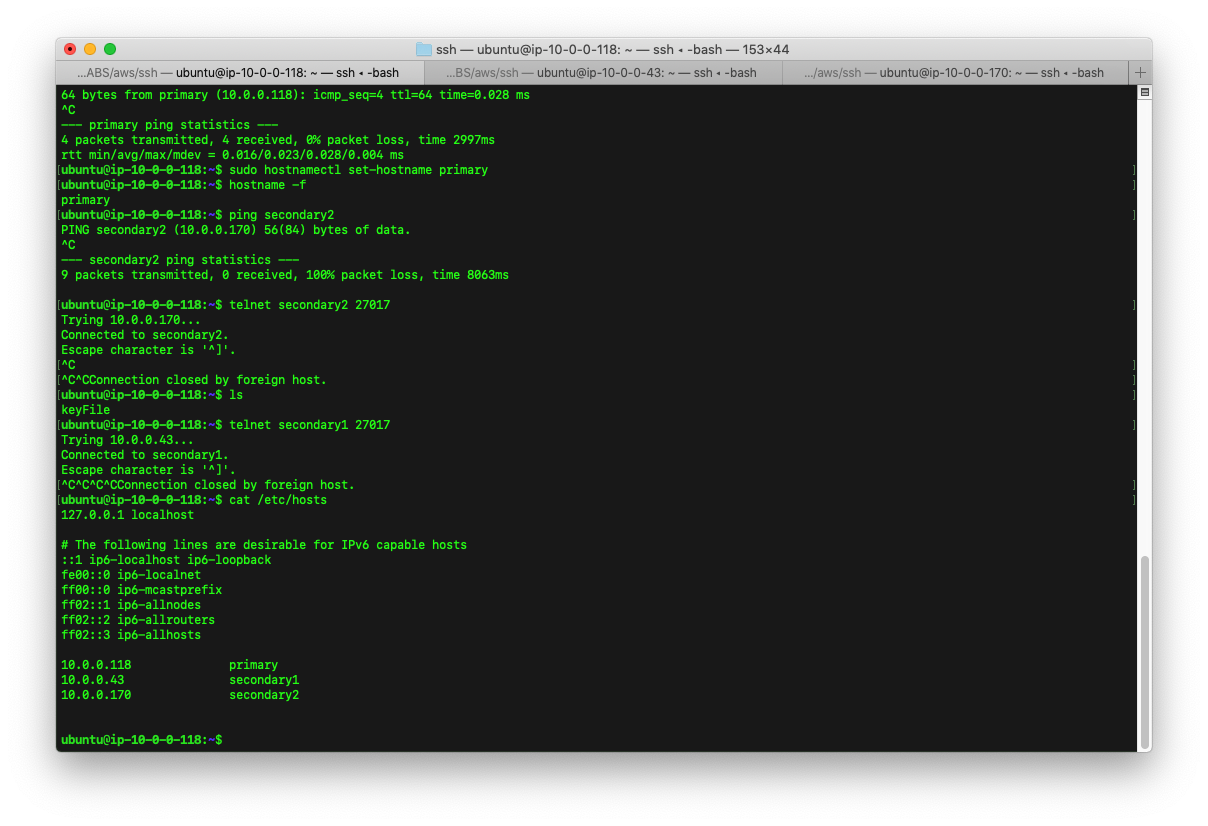 ssh — ubuntu@ip-10-0-0-118: ~ — ssh ◂ -bash — 153×44
...ABS/aws/ssh — ubuntu@ip-10-0-0-118: ~ — ssh ◂ -bash
...BS/aws/ssh — ubuntu@ip-10-0-0-43: ~ — ssh ◂ -bash
.../aws/ssh — ubuntu@ip-10-0-0-170: ~ — ssh ◂ -bash
64 bytes from primary (10.0.0.118): icmp_seq=4 ttl=64 time=0.028 ms
^C
--- primary ping statistics ---
4 packets transmitted, 4 received, 0% packet loss, time 2997ms
rtt min/avg/max/mdev = 0.016/0.023/0.028/0.004 ms
[ubuntu@ip-10-0-0-118:~$ sudo hostnamectl set-hostname primary ]
[ubuntu@ip-10-0-0-118:~$ hostname -f ]
primary
[ubuntu@ip-10-0-0-118:~$ ping secondary2 ]
PING secondary2 (10.0.0.170) 56(84) bytes of data.
^C
--- secondary2 ping statistics ---
9 packets transmitted, 0 received, 100% packet loss, time 8063ms
[ubuntu@ip-10-0-0-118:~$ telnet secondary2 27017 ]
Trying 10.0.0.170...
Connected to secondary2.
Escape character is '^]'.
[^C ]
[^C^CConnection closed by foreign host. ]
[ubuntu@ip-10-0-0-118:~$ ls ]
keyFile
[ubuntu@ip-10-0-0-118:~$ telnet secondary1 27017 ]
Trying 10.0.0.43...
Connected to secondary1.
Escape character is '^]'.
[^C^C^C^CConnection closed by foreign host. ]
[ubuntu@ip-10-0-0-118:~$ cat /etc/hosts ]
127.0.0.1 localhost
# The following lines are desirable for IPv6 capable hosts
::1 ip6-localhost ip6-loopback
fe00::0 ip6-localnet
ff00::0 ip6-mcastprefix
ff02::1 ip6-allnodes
ff02::2 ip6-allrouters
ff02::3 ip6-allhosts
10.0.0.118 primary
10.0.0.43 secondary1
10.0.0.170 secondary2
ubuntu@ip-10-0-0-118:~$